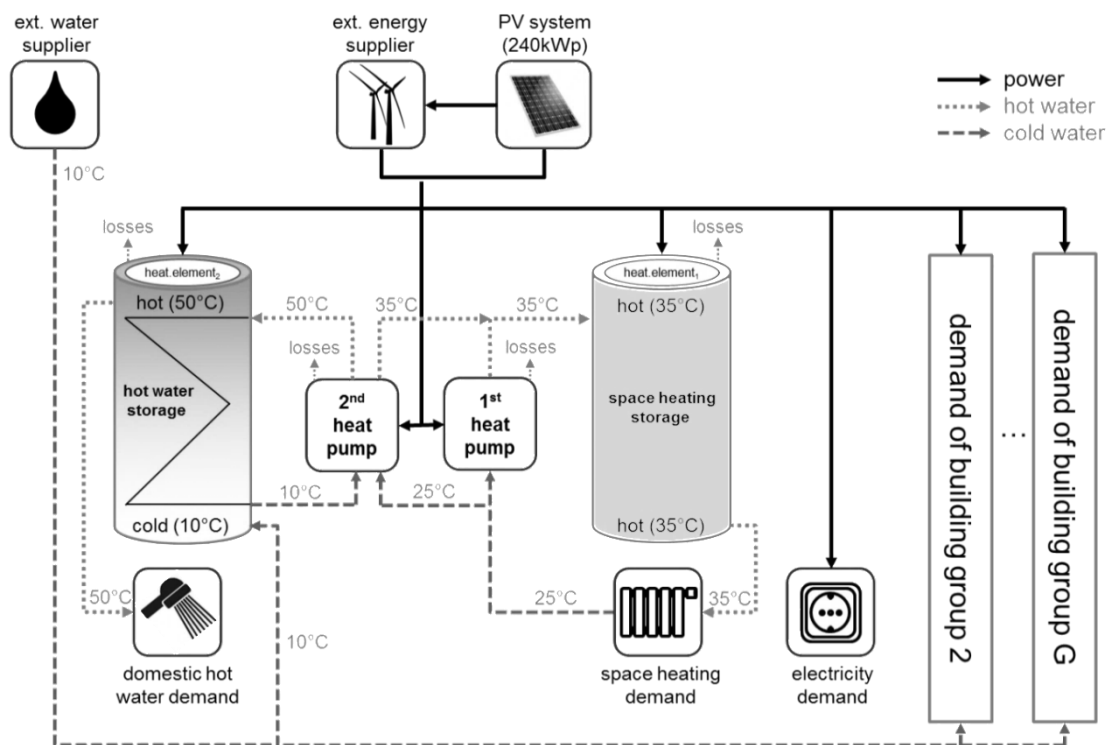 ext. water
supplier
ext. energy
supplier
PV system
(240kWp)
power
hot water
cold water
10°C
losses
losses
heat.element₂
heat.element₁
hot (50°C)
50°C
35°C
35°C
hot (35°C)
losses
losses
hot water
storage
2nd
heat
pump
1st
heat
pump
space heating
storage
demand of building group 2
...
demand of building group G
10°C
25°C
cold (10°C)
hot (35°C)
50°C
25°C
35°C
10°C
domestic hot
water demand
space heating
demand
electricity
demand